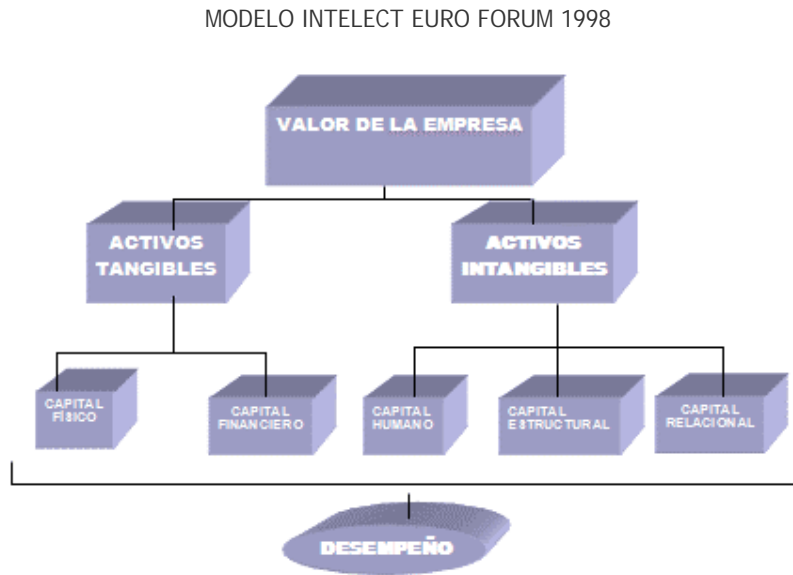 MODELO INTELECT EURO FORUM 1998
VALOR DE LA EMPRESA
ACTIVOS
TANGIBLES
ACTIVOS
INTANGIBLES
CAPITAL
FÍSICO
CAPITAL
FINANCIERO
CAPITAL
HUMANO
CAPITAL
ESTRUCTURAL
CAPITAL
RELACIONAL
DESEMPEÑO